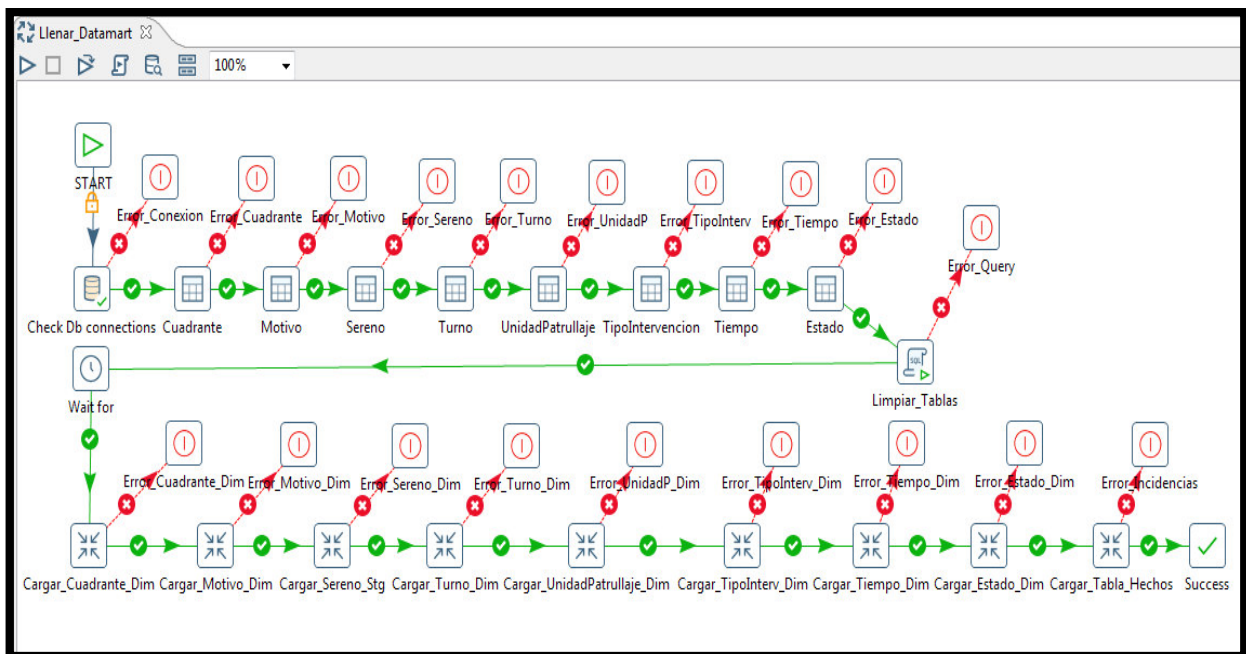 Llenar_Datamart
100%
START
Error_Conexion
Error_Cuadrante
Error_Motivo
Error_Sereno
Error_Turno
Error_UnidadP
Error_TipoInterv
Error_Tiempo
Error_Estado
Error_Query
Check Db connections
Cuadrante
Motivo
Sereno
Turno
UnidadPatrullaje
TipoIntervencion
Tiempo
Estado
SQL
Limpiar_Tablas
Wait for
Error_Cuadrante_Dim
Error_Motivo_Dim
Error_Sereno_Dim
Error_Turno_Dim
Error_UnidadP_Dim
Error_TipoInterv_Dim
Error_Tiempo_Dim
Error_Estado_Dim
Error_Incidencias
Cargar_Cuadrante_Dim
Cargar_Motivo_Dim
Cargar_Sereno_Stg
Cargar_Turno_Dim
Cargar_UnidadPatrullaje_Dim
Cargar_TipoInterv_Dim
Cargar_Tiempo_Dim
Cargar_Estado_Dim
Cargar_Tabla_Hechos
Success